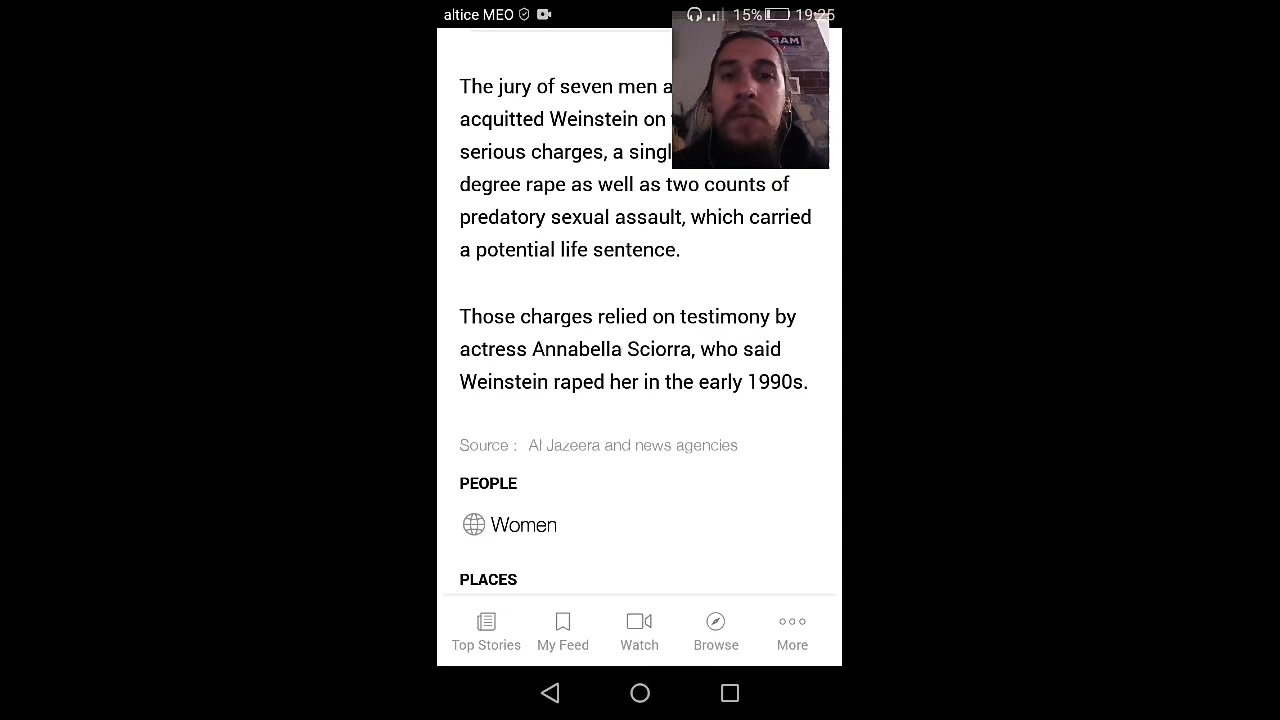 altice MEO 15% 19:25
The jury of seven men a
acquitted Weinstein on
serious charges, a singl
degree rape as well as two counts of
predatory sexual assault, which carried
a potential life sentence.
Those charges relied on testimony by
actress Annabella Sciorra, who said
Weinstein raped her in the early 1990s.
Source : Al Jazeera and news agencies
PEOPLE
Women
PLACES
Top Stories My Feed Watch Browse More